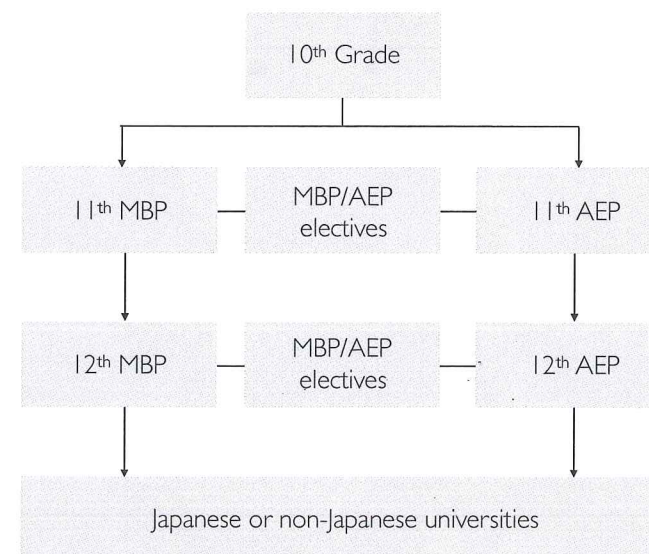 10th Grade
11th MBP
MBP/AEP
electives
11th AEP
12th MBP
MBP/AEP
electives
12th AEP
Japanese or non-Japanese universities